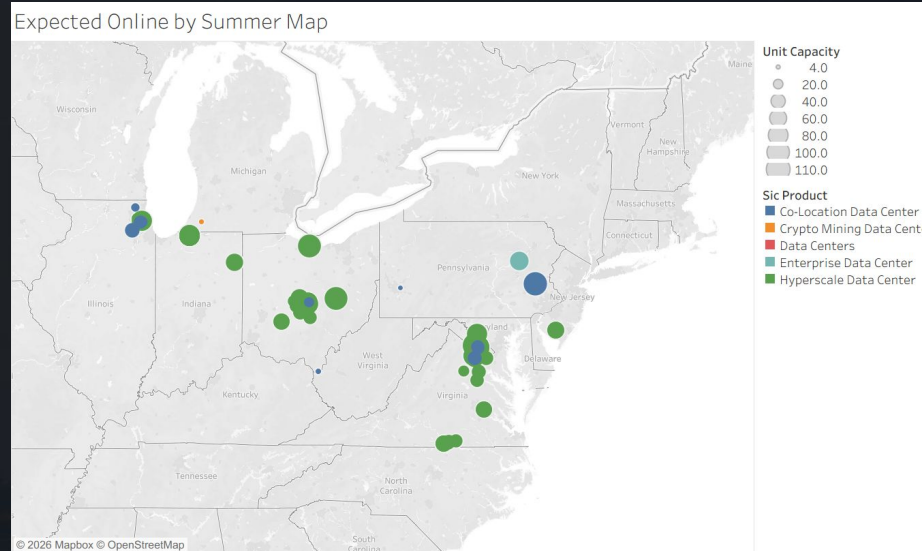 Expected Online by Summer Map
Maine
Wisconsin
Vermont
New
Hampshire
Michigan
New York
Massachusetts
Connecticut
Pennsylvania
New Jersey
Illinois
Indiana
West
Virginia
Delaware
Kentucky
Virginia
Tennessee
North
Carolina
South
Carolina
© 2026 Mapbox © OpenStreetMap
Unit Capacity
4.0
20.0
40.0
60.0
80.0
100.0
110.0
Sic Product
Co-Location Data Center
Crypto Mining Data Cent
Data Centers
Enterprise Data Center
Hyperscale Data Center